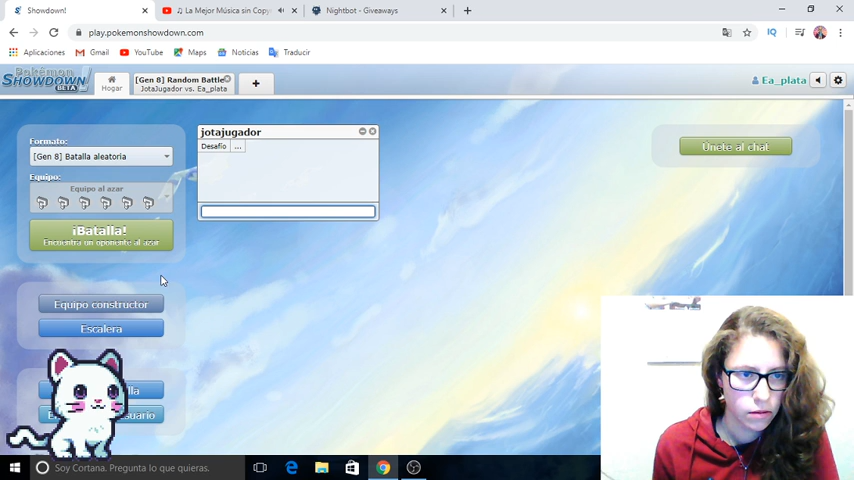 Showdown!
La Mejor Música sin Copy
Nightbot - Giveaways
play.pokemonshowdown.com
Aplicaciones
Gmail
YouTube
Maps
Noticias
Traducir
Pokémon
SHOWDOWN
BETA
Hogar
[Gen 8] Random Battle
JotaJugador vs. Ea_plata
Ea_plata
Formato:
[Gen 8] Batalla aleatoria
Equipo:
Equipo al azar
¡Batalla!
Encuentra un oponente al azar
Equipo constructor
Escalera
jotajugador
Desafío
...
Únete al chat
Soy Cortana. Pregunta lo que quieras.